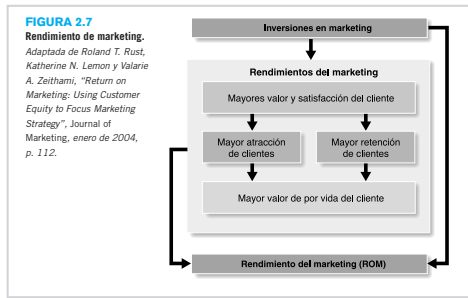 FIGURA 2.7
Rendimiento de marketing.
Adaptada de Roland T. Rust,
Katherine N. Lemon y Valarie
A. Zeithami, “Return on
Marketing: Using Customer
Equity to Focus Marketing
Strategy”, Journal of
Marketing, enero de 2004,
p. 112.
Inversiones en marketing
Rendimientos del marketing
Mayores valor y satisfacción del cliente
Mayor atracción
de clientes
Mayor retención
de clientes
Mayor valor de por vida del cliente
Rendimiento del marketing (ROM)